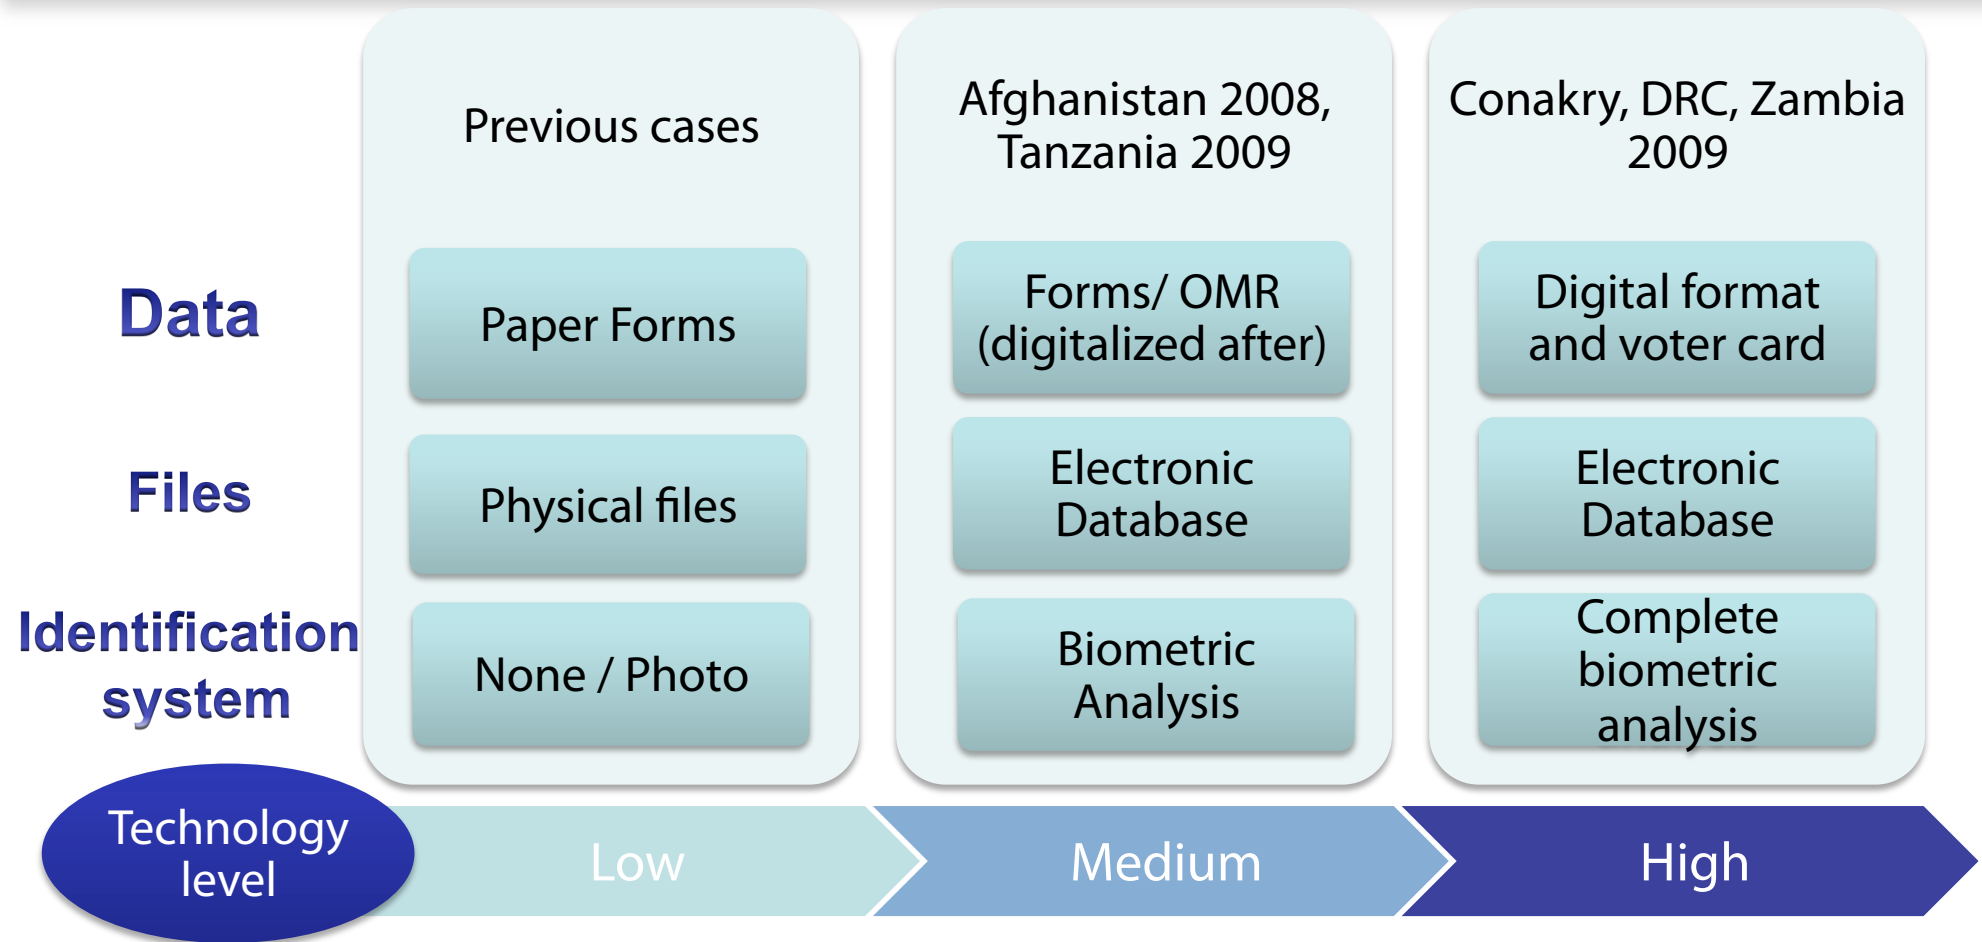 Previous cases
Afghanistan 2008,
Tanzania 2009
Conakry, DRC, Zambia
2009
Data
Paper Forms
Forms/ OMR
(digitalized after)
Digital format
and voter card
Files
Physical files
Electronic
Database
Electronic
Database
Identification
system
None / Photo
Biometric
Analysis
Complete
biometric
analysis
Technology
level
Low
Medium
High